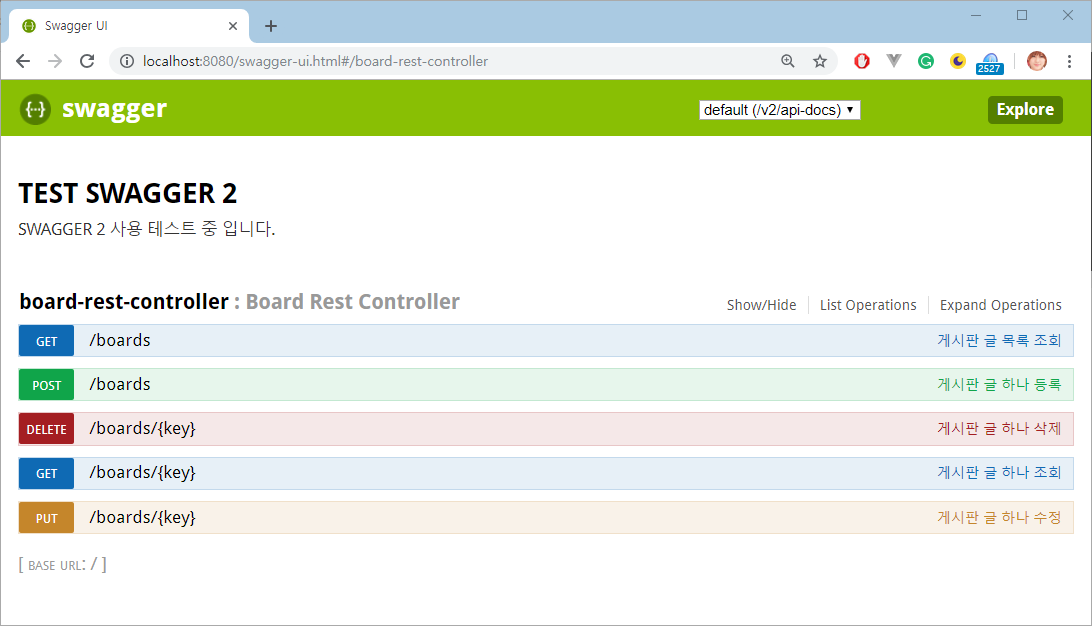 Swagger UI
localhost:8080/swagger-ui.html#/board-rest-controller
2527
{···} swagger
default (/v2/api-docs)
Explore
TEST SWAGGER 2
SWAGGER 2 사용 테스트 중 입니다.
board-rest-controller : Board Rest Controller
Show/Hide
List Operations
Expand Operations
GET /boards 게시판 글 목록 조회
POST /boards 게시판 글 하나 등록
DELETE /boards/{key} 게시판 글 하나 삭제
GET /boards/{key} 게시판 글 하나 조회
PUT /boards/{key} 게시판 글 하나 수정
[ BASE URL: / ]